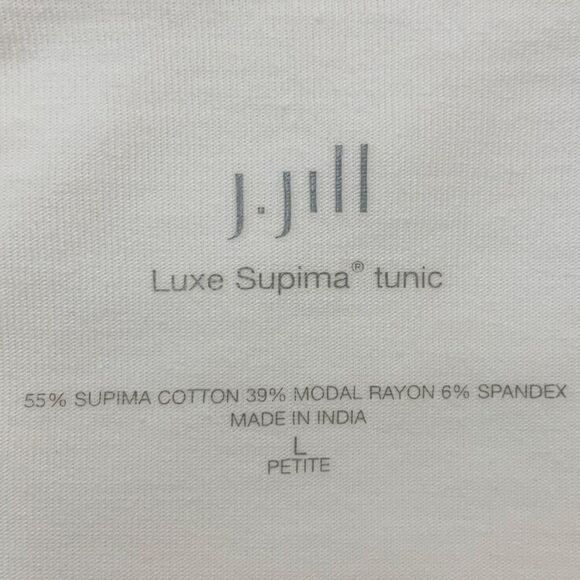 J.Jill
Luxe Supima® tunic
55% SUPIMA COTTON 39% MODAL RAYON 6% SPANDEX
MADE IN INDIA
L
PETITE